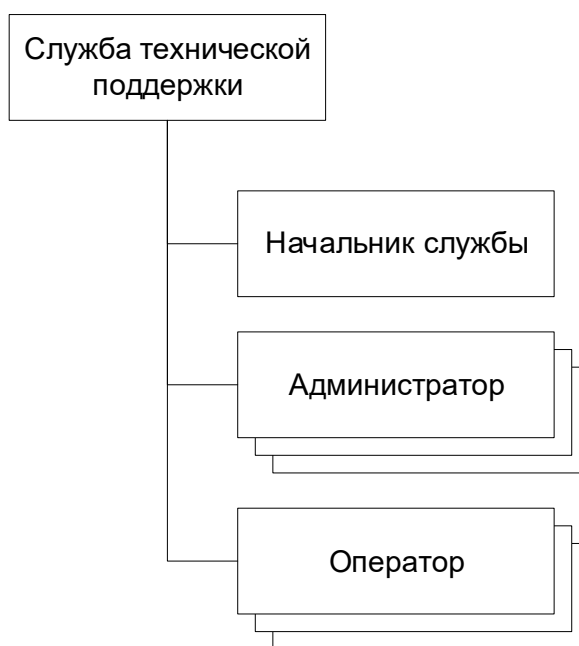 Служба технической
поддержки
Начальник службы
Администратор
Оператор